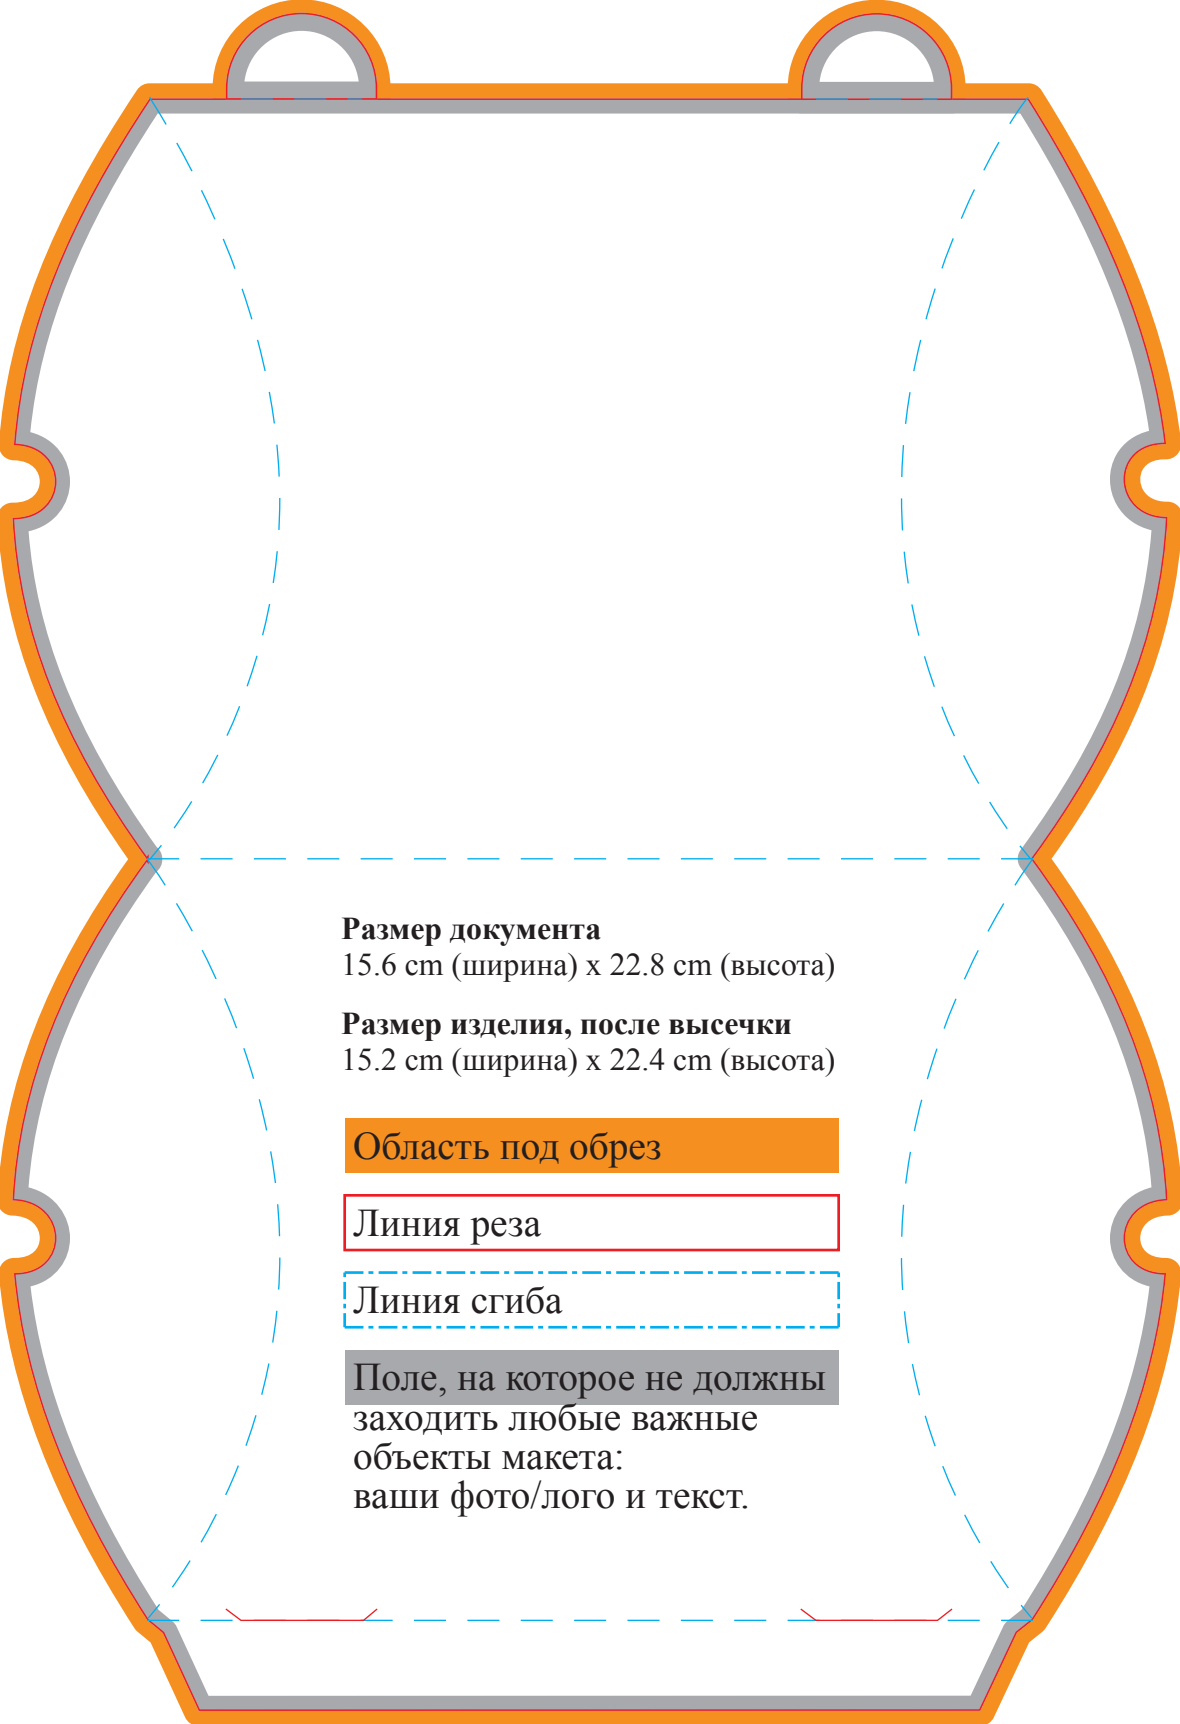 Размер документа
15.6 cm (ширина) x 22.8 cm (высота)
Размер изделия, после высечки
15.2 cm (ширина) x 22.4 cm (высота)
Область под обрез
Линия реза
Линия сгиба
Поле, на которое не должны
заходить любые важные
объекты макета:
ваши фото/лого и текст.